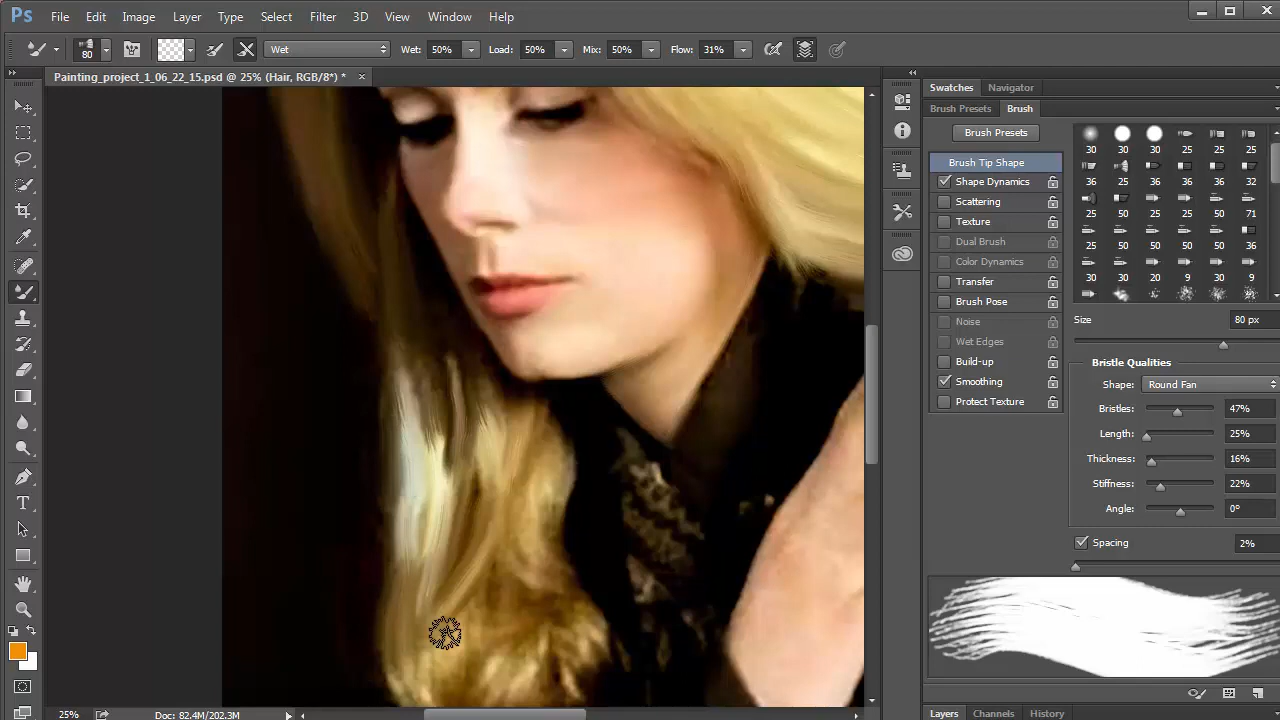 Ps File Edit Image Layer Type Select Filter 3D View Window Help
80 Wet Wet: 50% Load: 50% Mix: 50% Flow: 31%
Painting_project_1_06_22_15.psd @ 25% (Hair, RGB/8*) *
Swatches Navigator
Brush Presets Brush
Brush Presets
Brush Tip Shape
Shape Dynamics
Scattering
Texture
Dual Brush
Color Dynamics
Transfer
Brush Pose
Noise
Wet Edges
Build-up
Smoothing
Protect Texture
30 30 30 25 25 25
36 25 36 36 36 32
25 50 25 25 50 71
25 50 50 50 50 36
30 30 20 9 30 9
Size 80 px
Bristle Qualities
Shape: Round Fan
Bristles: 47%
Length: 25%
Thickness: 16%
Stiffness: 22%
Angle: 0°
Spacing 2%
25% Doc: 82.4M/202.3M
Layers Channels History